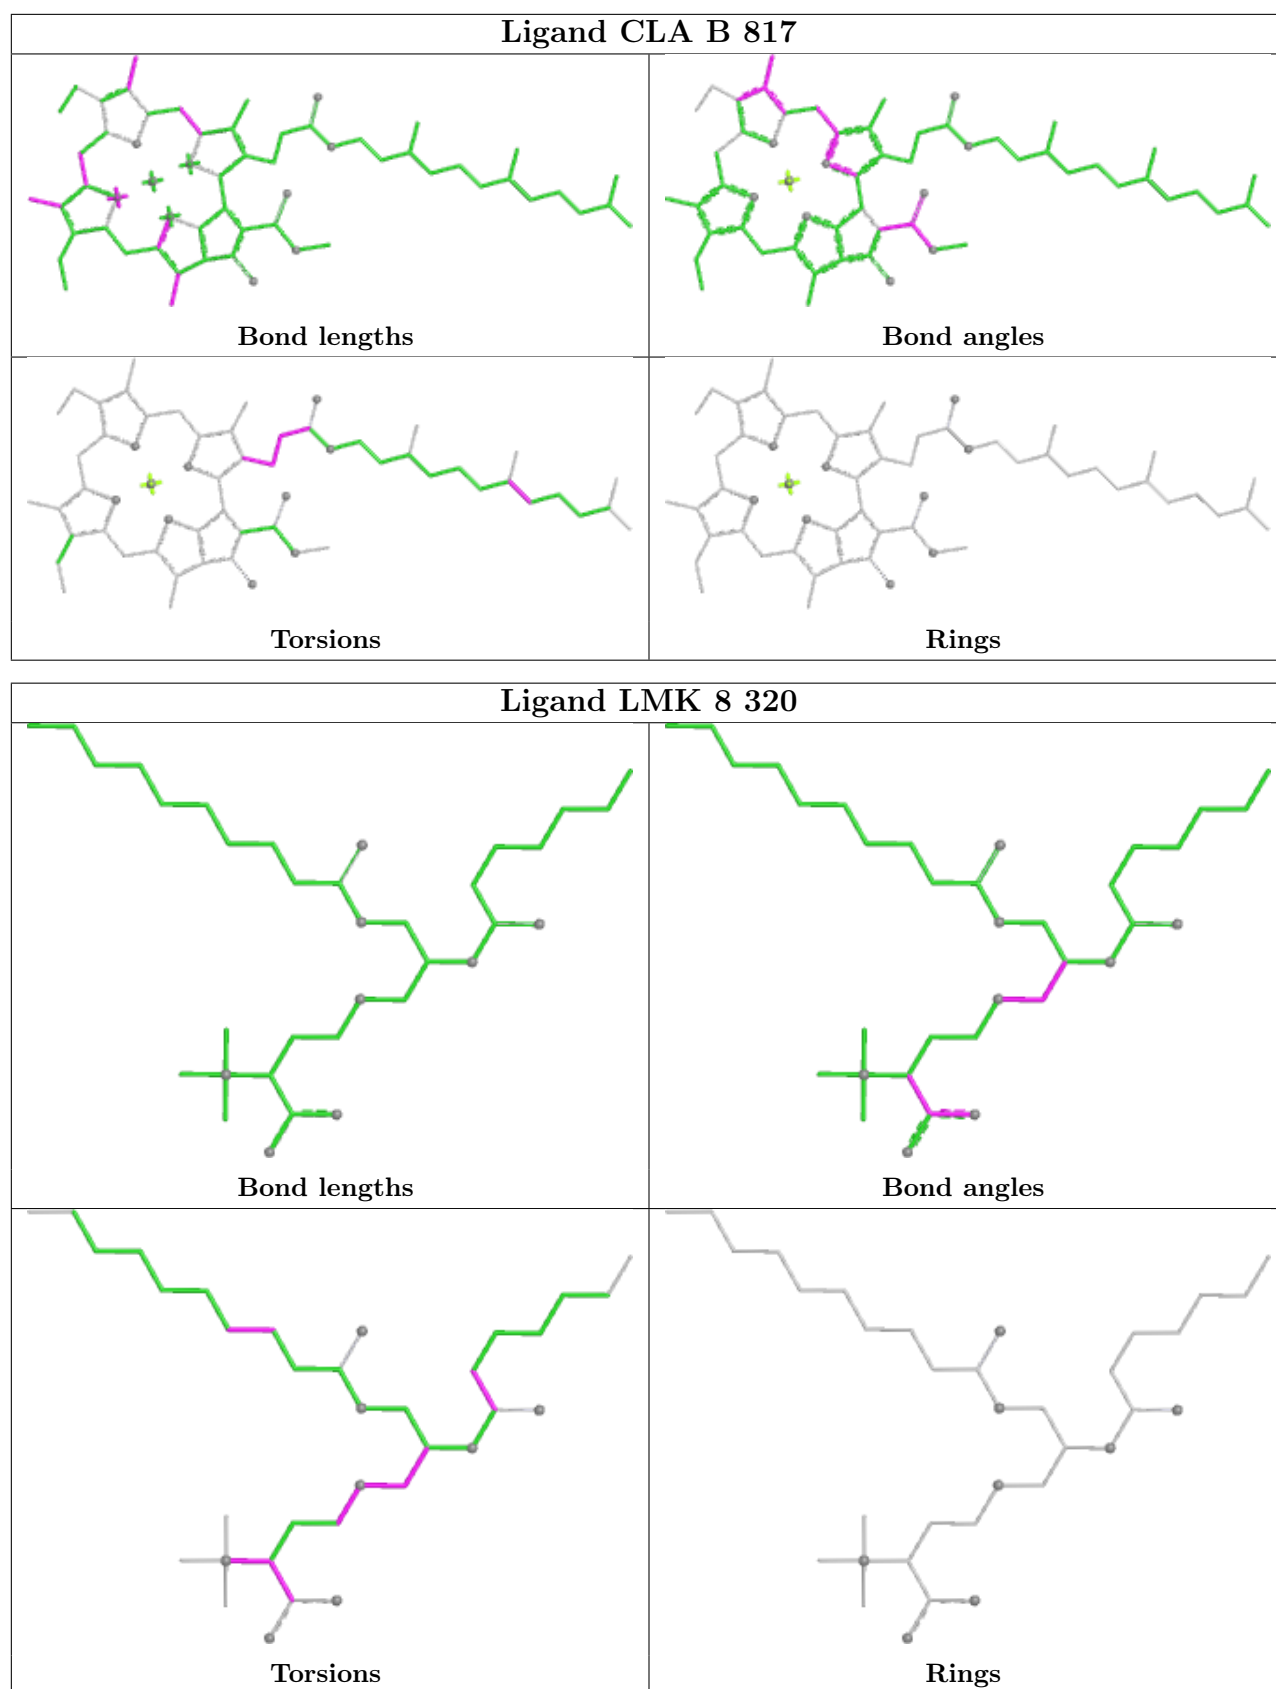 Ligand CLA B 817
Bond lengths
Bond angles
Torsions
Rings
Ligand LMK 8 320
Bond lengths
Bond angles
Torsions
Rings